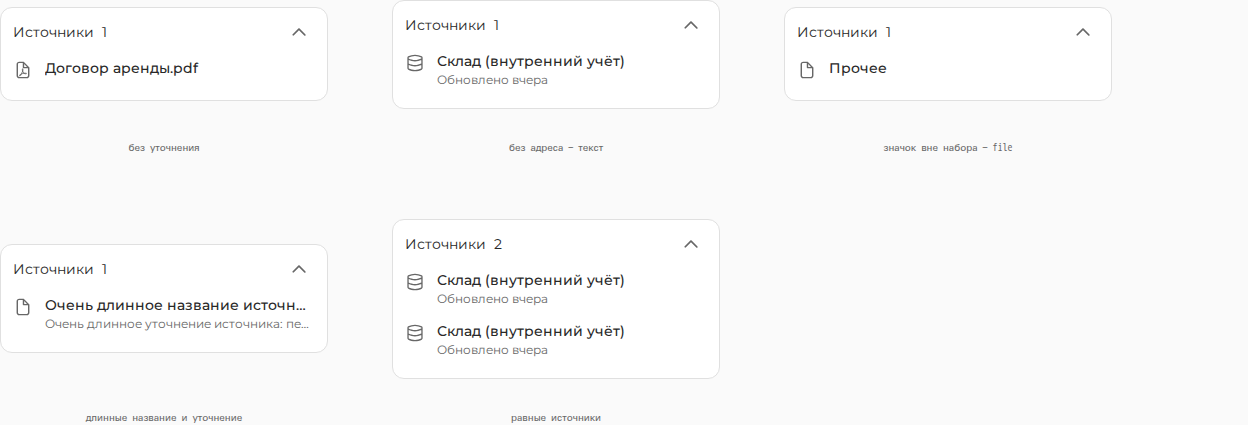 Источники 1
Договор аренды.pdf
без уточнения
Источники 1
Склад (внутренний учёт)
Обновлено вчера
без адреса – текст
Источники 1
Прочее
значок вне набора – file
Источники 1
Очень длинное название источн...
Очень длинное уточнение источника: пе...
длинные название и уточнение
Источники 2
Склад (внутренний учёт)
Обновлено вчера
Склад (внутренний учёт)
Обновлено вчера
равные источники